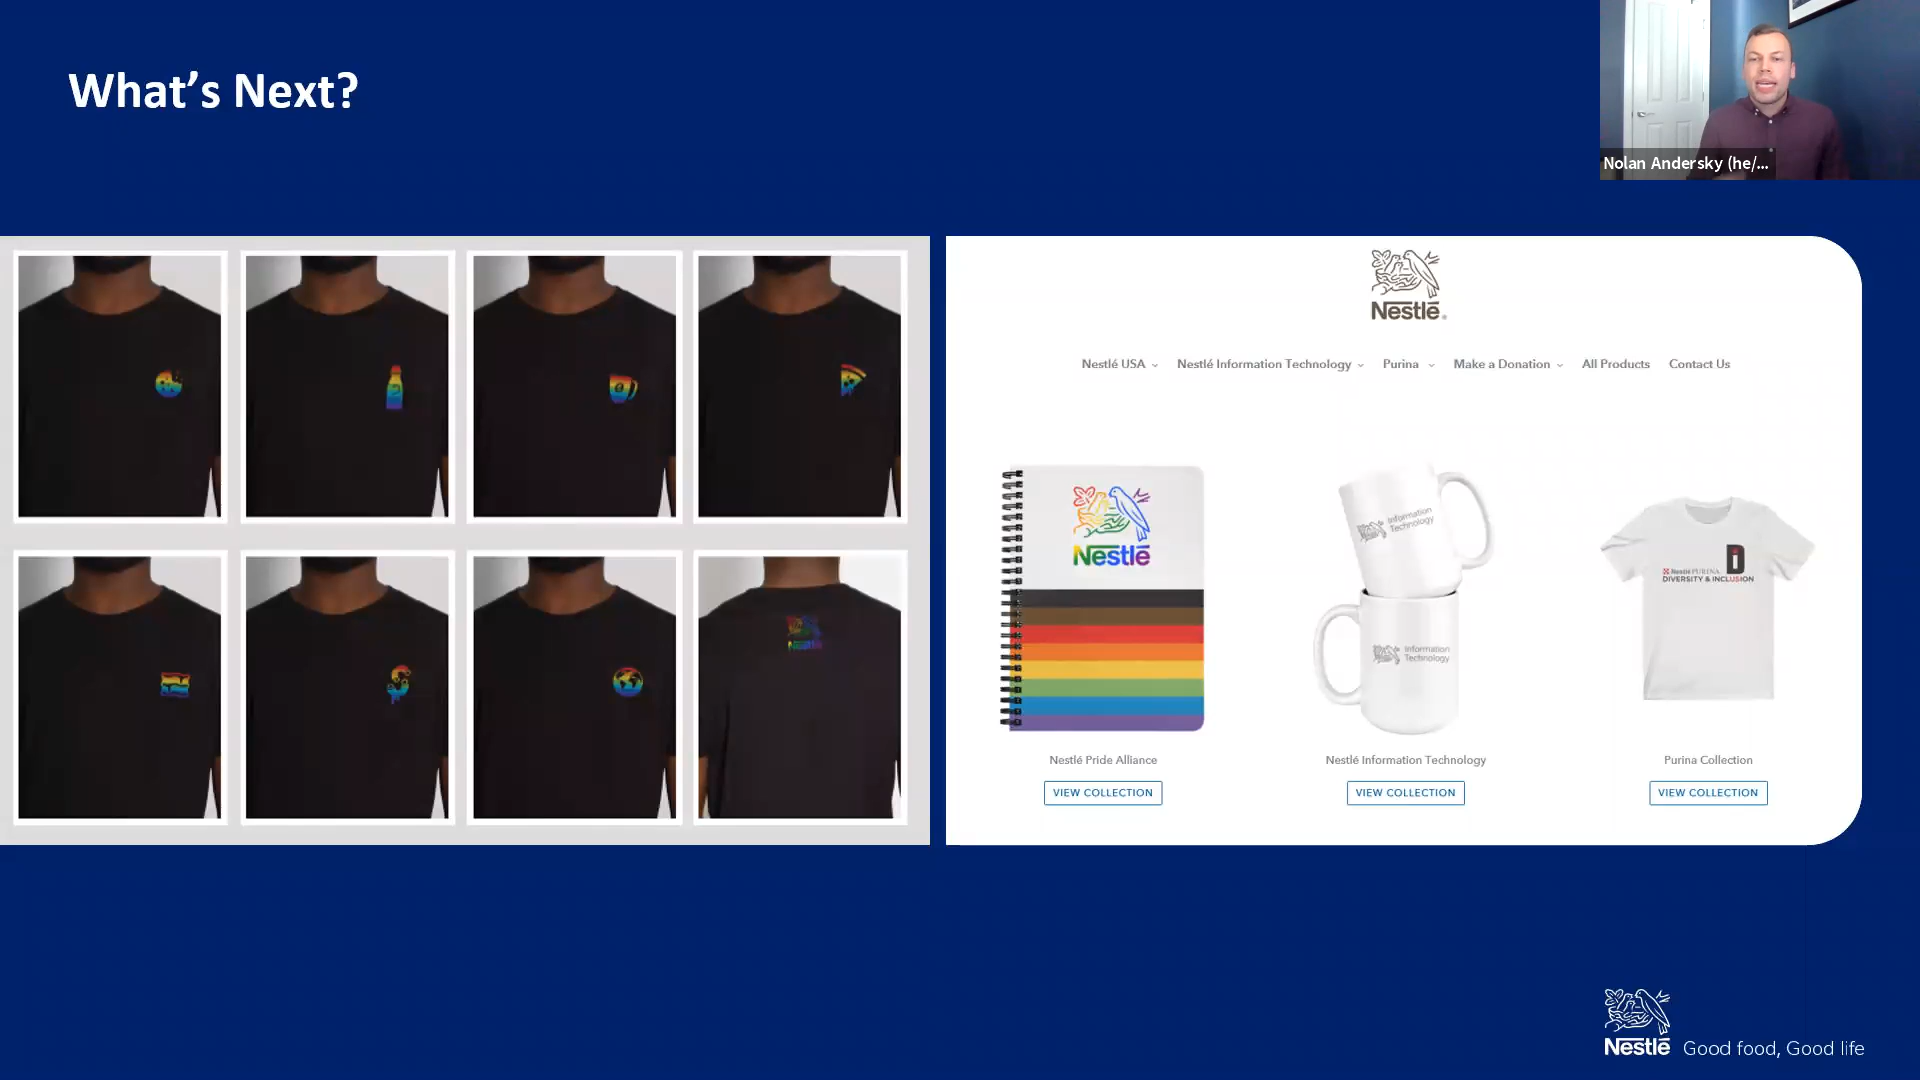 What's Next?
Nolan Andersky (he/...
Nestlé
Nestlé USA
Nestlé Information Technology
Purina
Make a Donation
All Products
Contact Us
Nestlé
Information
Technology
Information
Technology
Nestlé PURINA
DIVERSITY & INCLUSION
Nestlé
Nestlé Pride Alliance
Nestlé Information Technology
Purina Collection
VIEW COLLECTION
VIEW COLLECTION
VIEW COLLECTION
Nestlé
Good food, Good life